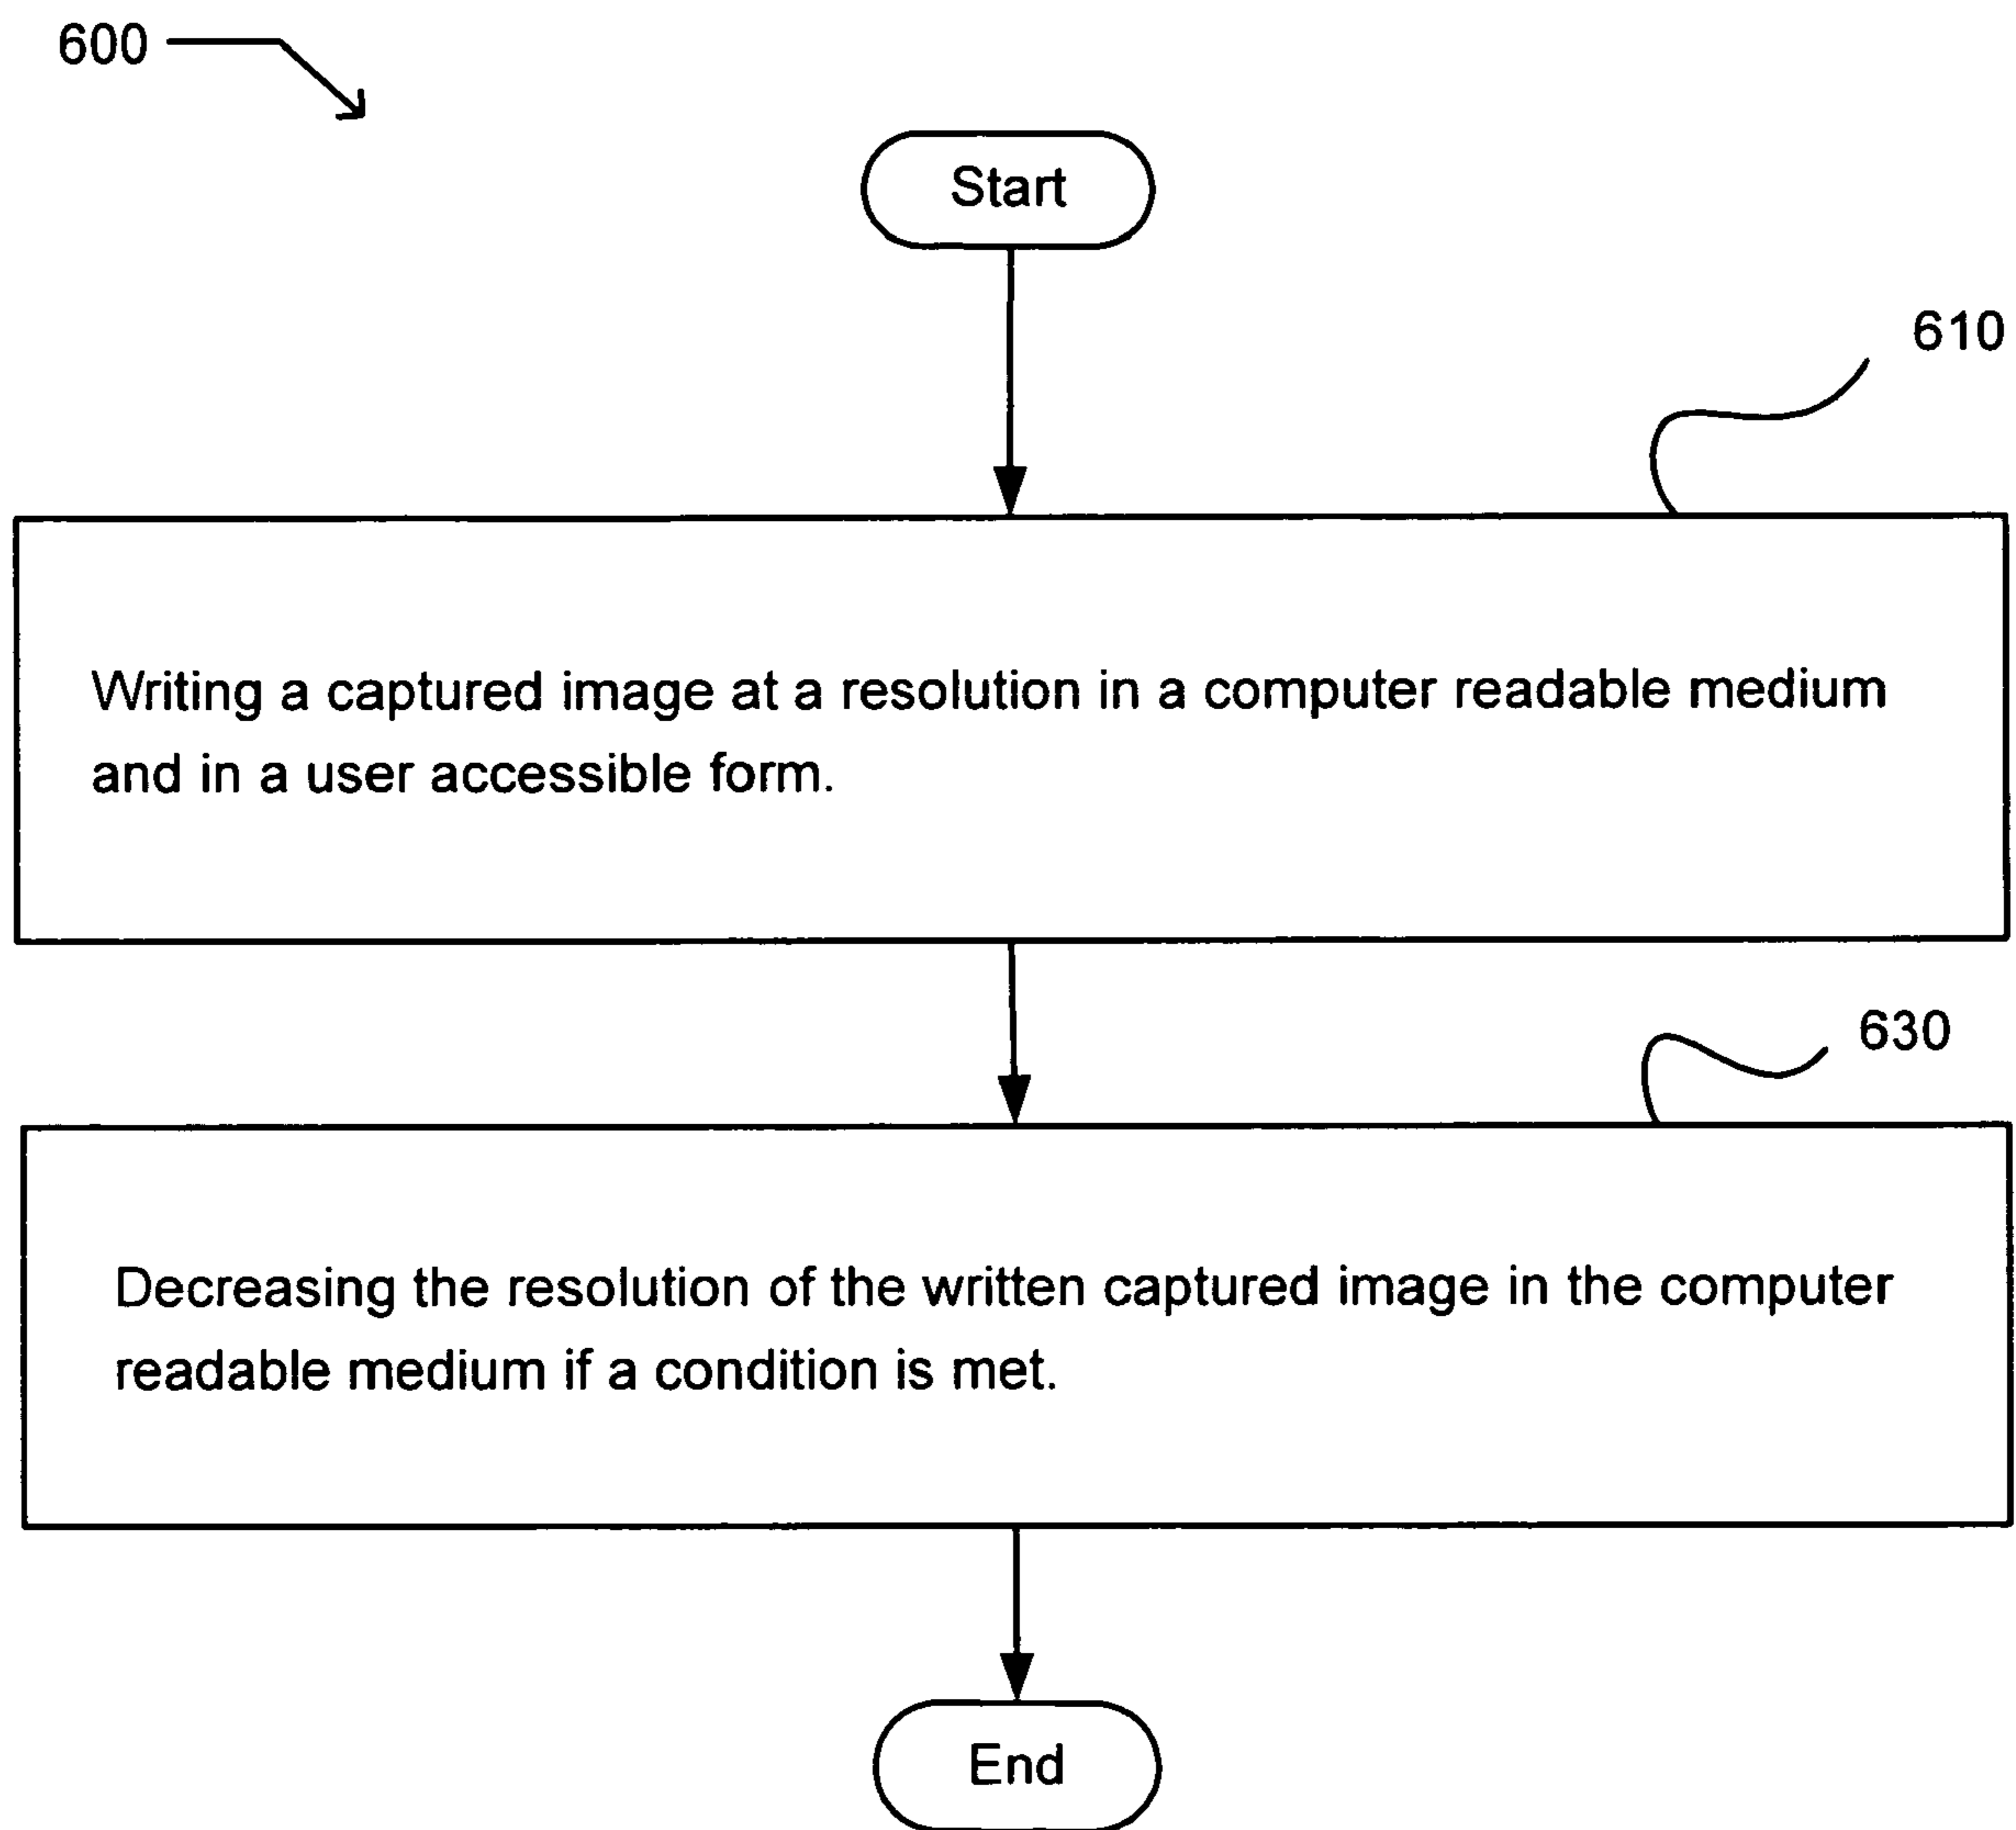 600
Start
610
Writing a captured image at a resolution in a computer readable medium
and in a user accessible form.
630
Decreasing the resolution of the written captured image in the computer
readable medium if a condition is met.
End